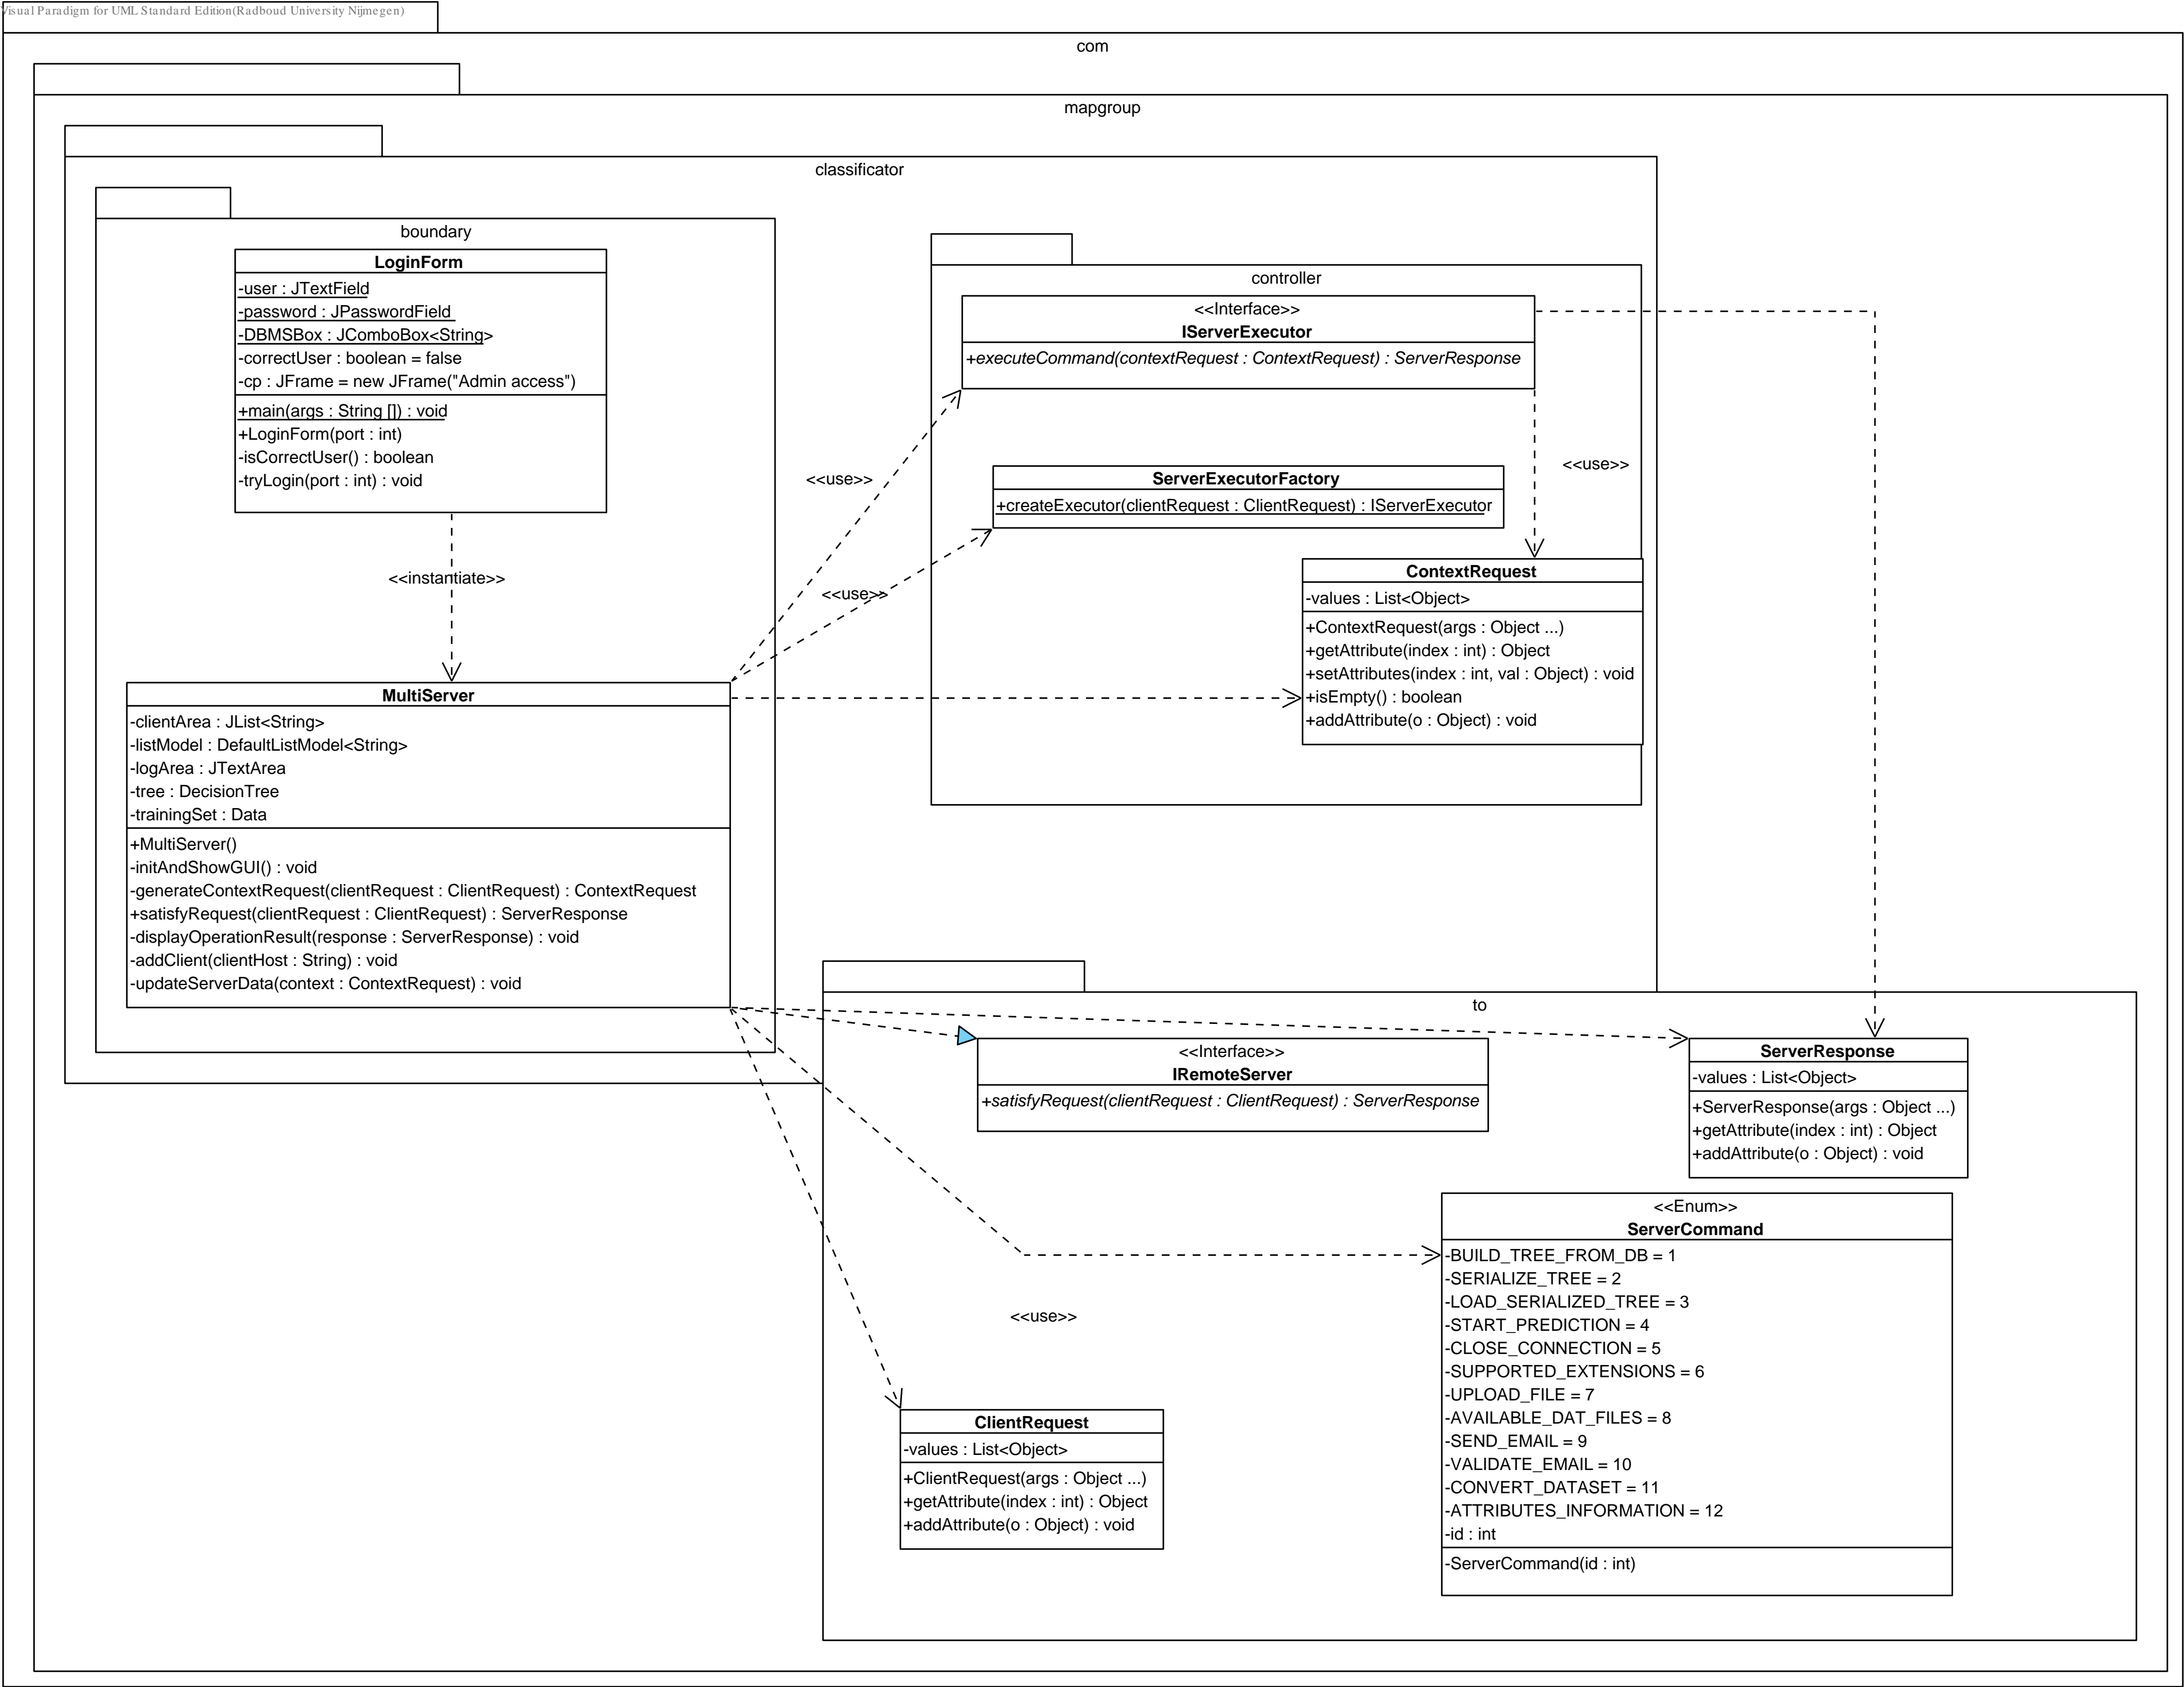 Visual Paradigm for UML Standard Edition(Radboud University Nijmegen)
com
mapgroup
classificator
boundary
LoginForm
-user : JTextField
-password : JPasswordField
-DBMSBox : JComboBox<String>
-correctUser : boolean = false
-cp : JFrame = new JFrame("Admin access")
+main(args : String []) : void
+LoginForm(port : int)
-isCorrectUser() : boolean
-tryLogin(port : int) : void
<<instantiate>>
MultiServer
-clientArea : JList<String>
-listModel : DefaultListModel<String>
-logArea : JTextArea
-tree : DecisionTree
-trainingSet : Data
+MultiServer()
-initAndShowGUI() : void
-generateContextRequest(clientRequest : ClientRequest) : ContextRequest
+satisfyRequest(clientRequest : ClientRequest) : ServerResponse
-displayOperationResult(response : ServerResponse) : void
-addClient(clientHost : String) : void
-updateServerData(context : ContextRequest) : void
<<use>>
<<use>>
controller
<<Interface>>
IServerExecutor
+executeCommand(contextRequest : ContextRequest) : ServerResponse
<<use>>
ServerExecutorFactory
+createExecutor(clientRequest : ClientRequest) : IServerExecutor
ContextRequest
-values : List<Object>
+ContextRequest(args : Object ...)
+getAttribute(index : int) : Object
+setAttributes(index : int, val : Object) : void
+isEmpty() : boolean
+addAttribute(o : Object) : void
to
<<Interface>>
IRemoteServer
+satisfyRequest(clientRequest : ClientRequest) : ServerResponse
ServerResponse
-values : List<Object>
+ServerResponse(args : Object ...)
+getAttribute(index : int) : Object
+addAttribute(o : Object) : void
<<Enum>>
ServerCommand
-BUILD_TREE_FROM_DB = 1
-SERIALIZE_TREE = 2
-LOAD_SERIALIZED_TREE = 3
-START_PREDICTION = 4
-CLOSE_CONNECTION = 5
-SUPPORTED_EXTENSIONS = 6
-UPLOAD_FILE = 7
-AVAILABLE_DAT_FILES = 8
-SEND_EMAIL = 9
-VALIDATE_EMAIL = 10
-CONVERT_DATASET = 11
-ATTRIBUTES_INFORMATION = 12
-id : int
-ServerCommand(id : int)
<<use>>
ClientRequest
-values : List<Object>
+ClientRequest(args : Object ...)
+getAttribute(index : int) : Object
+addAttribute(o : Object) : void